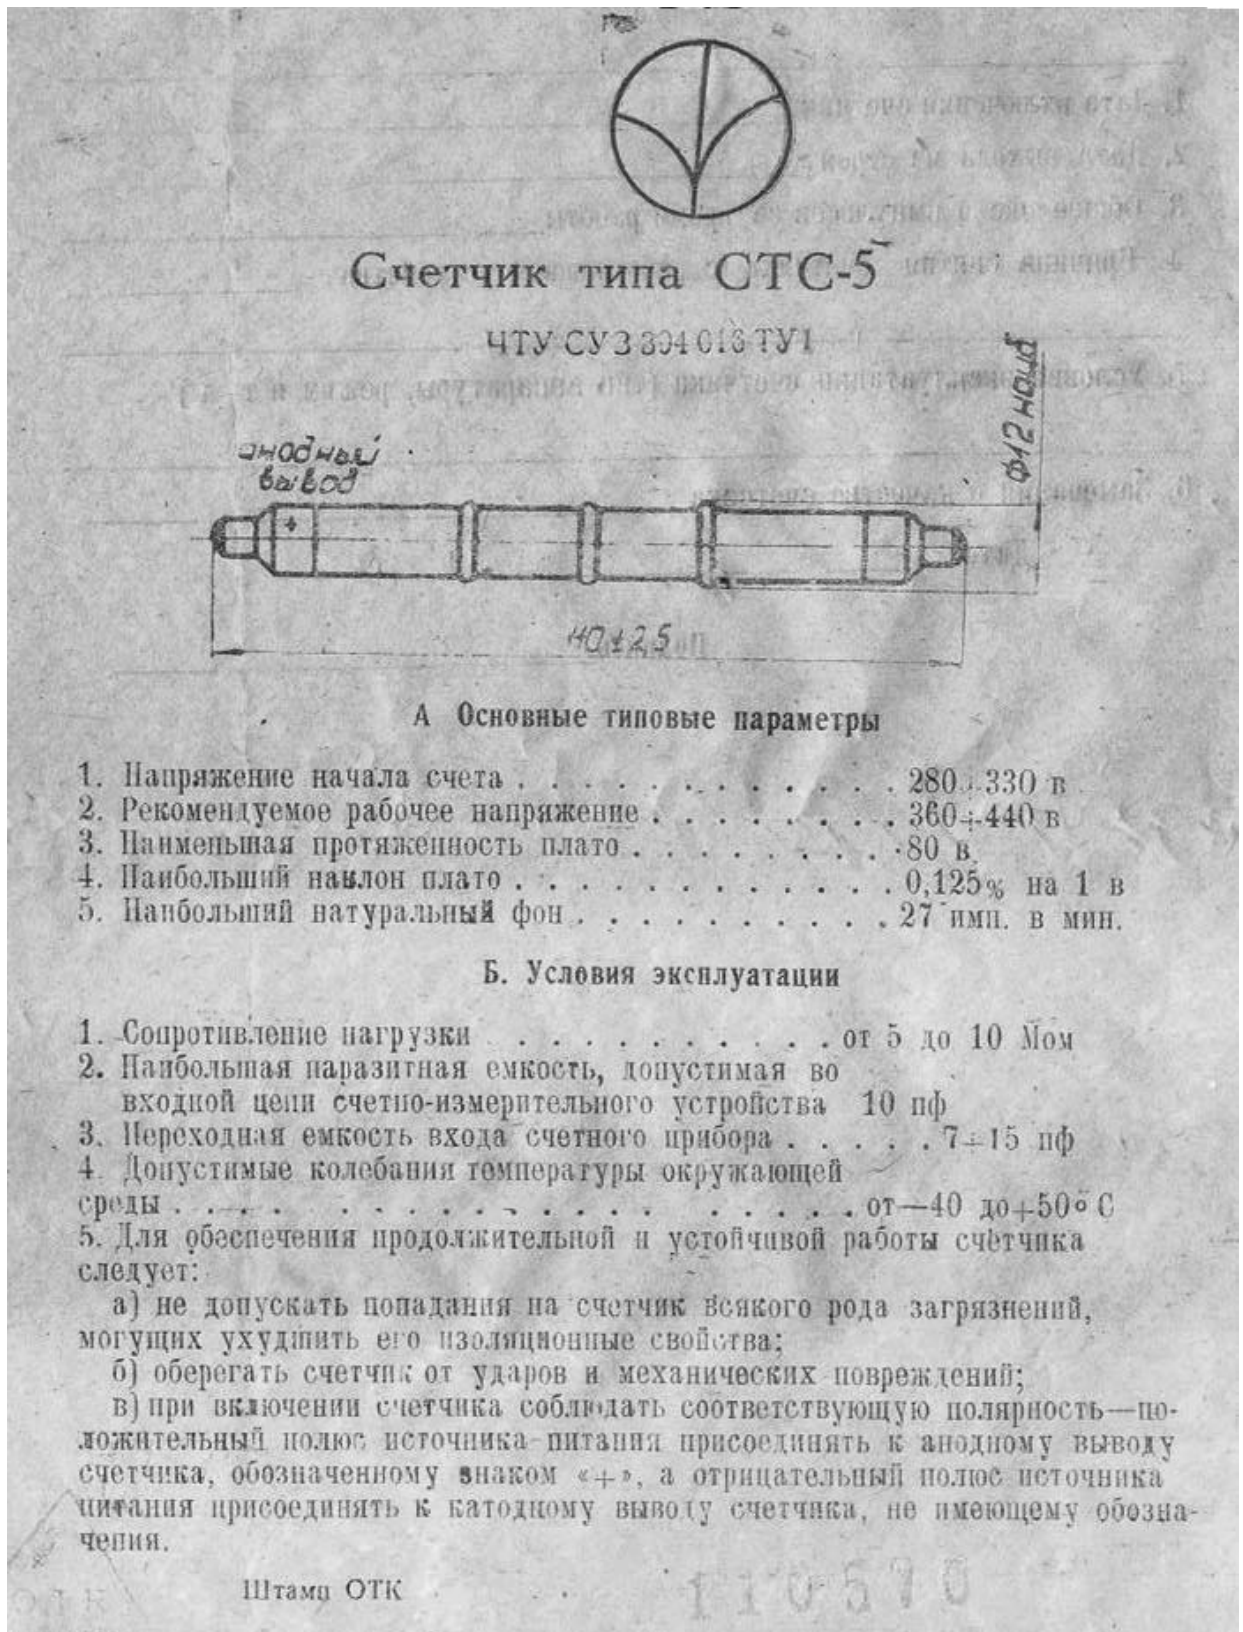 Счетчик типа СТС-5
ЧТУ СУ3 394 016 ТУ1
Ф12 наиб
анодный
вывод
+
110±2,5
А Основные типовые параметры
1. Напряжение начала счета . . . . . . . . . . . . 280÷330 в
2. Рекомендуемое рабочее напряжение . . . . . . . . 360÷440 в
3. Наименьшая протяженность плато . . . . . . . . . 80 в
4. Наибольший наклон плато . . . . . . . . . . . . 0,125% на 1 в
5. Наибольший натуральный фон . . . . . . . . . . 27 имп. в мин.
Б. Условия эксплуатации
1. Сопротивление нагрузки . . . . . . . . . . от 5 до 10 Мом
2. Наибольшая паразитная емкость, допустимая во
входной цепи счетно-измерительного устройства 10 пф
3. Переходная емкость входа счетного прибора . . . . . 7÷15 пф
4. Допустимые колебания температуры окружающей
среды . . . . . . . . . . . . . . . . . . . от—40 до+50° С
5. Для обеспечения продолжительной и устойчивой работы счётчика
следует:
а) не допускать попадания на счетчик всякого рода загрязнений,
могущих ухудшить его изоляционные свойства;
б) оберегать счетчик от ударов и механических повреждений;
в) при включении счетчика соблюдать соответствующую полярность—по-
ложительный полюс источника питания присоединять к анодному выводу
счетчика, обозначенному знаком «+», а отрицательный полюс источника
питания присоединять к катодному выводу счетчика, не имеющему обозна-
чения.
Штамп ОТК
110570